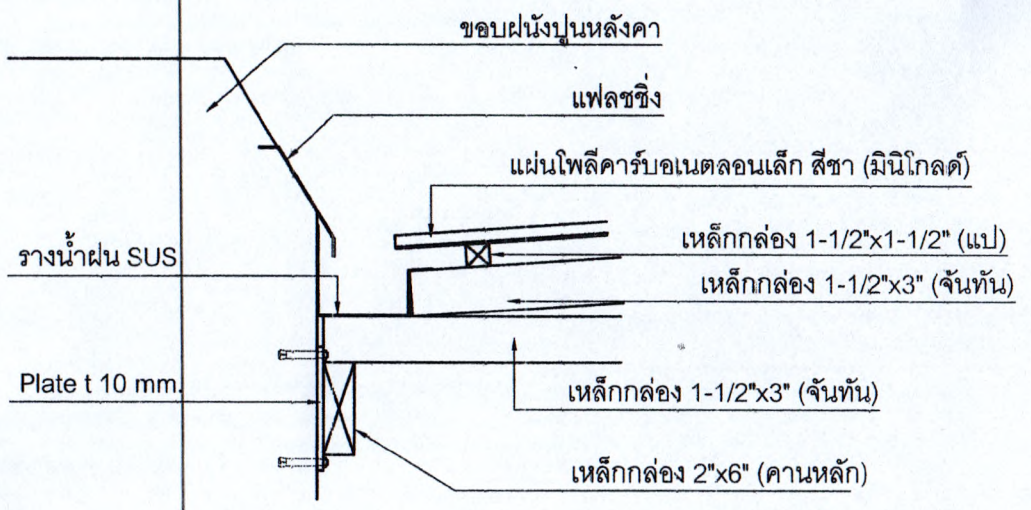 ขอบผนังปูนหลังคา
แฟลชชิ่ง
แผ่นโพลีคาร์บอเนตลอนเล็ก สีชา (มินิโกลด์)
เหล็กกล่อง 1-1/2"x1-1/2" (แป)
รางน้ำฝน SUS
เหล็กกล่อง 1-1/2"x3" (จันทัน)
Plate t 10 mm.
เหล็กกล่อง 1-1/2"x3" (จันทัน)
เหล็กกล่อง 2"x6" (คานหลัก)